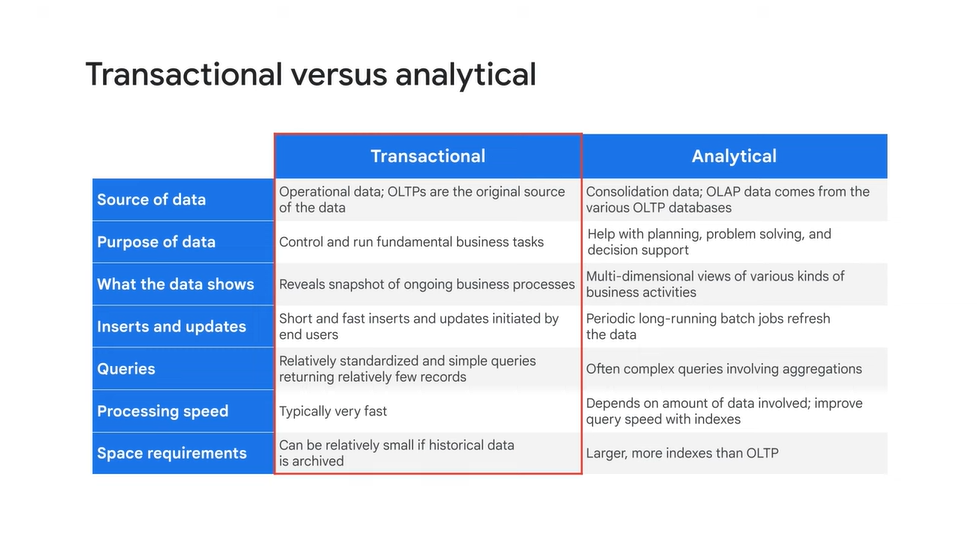 Transactional versus analytical
Transactional
Analytical
Source of data
Operational data; OLTPs are the original source
of the data
Consolidation data; OLAP data comes from the
various OLTP databases
Purpose of data
Control and run fundamental business tasks
Help with planning, problem solving, and
decision support
What the data shows
Reveals snapshot of ongoing business processes
Multi-dimensional views of various kinds of
business activities
Inserts and updates
Short and fast inserts and updates initiated by
end users
Periodic long-running batch jobs refresh
the data
Queries
Relatively standardized and simple queries
returning relatively few records
Often complex queries involving aggregations
Processing speed
Typically very fast
Depends on amount of data involved; improve
query speed with indexes
Space requirements
Can be relatively small if historical data
is archived
Larger, more indexes than OLTP